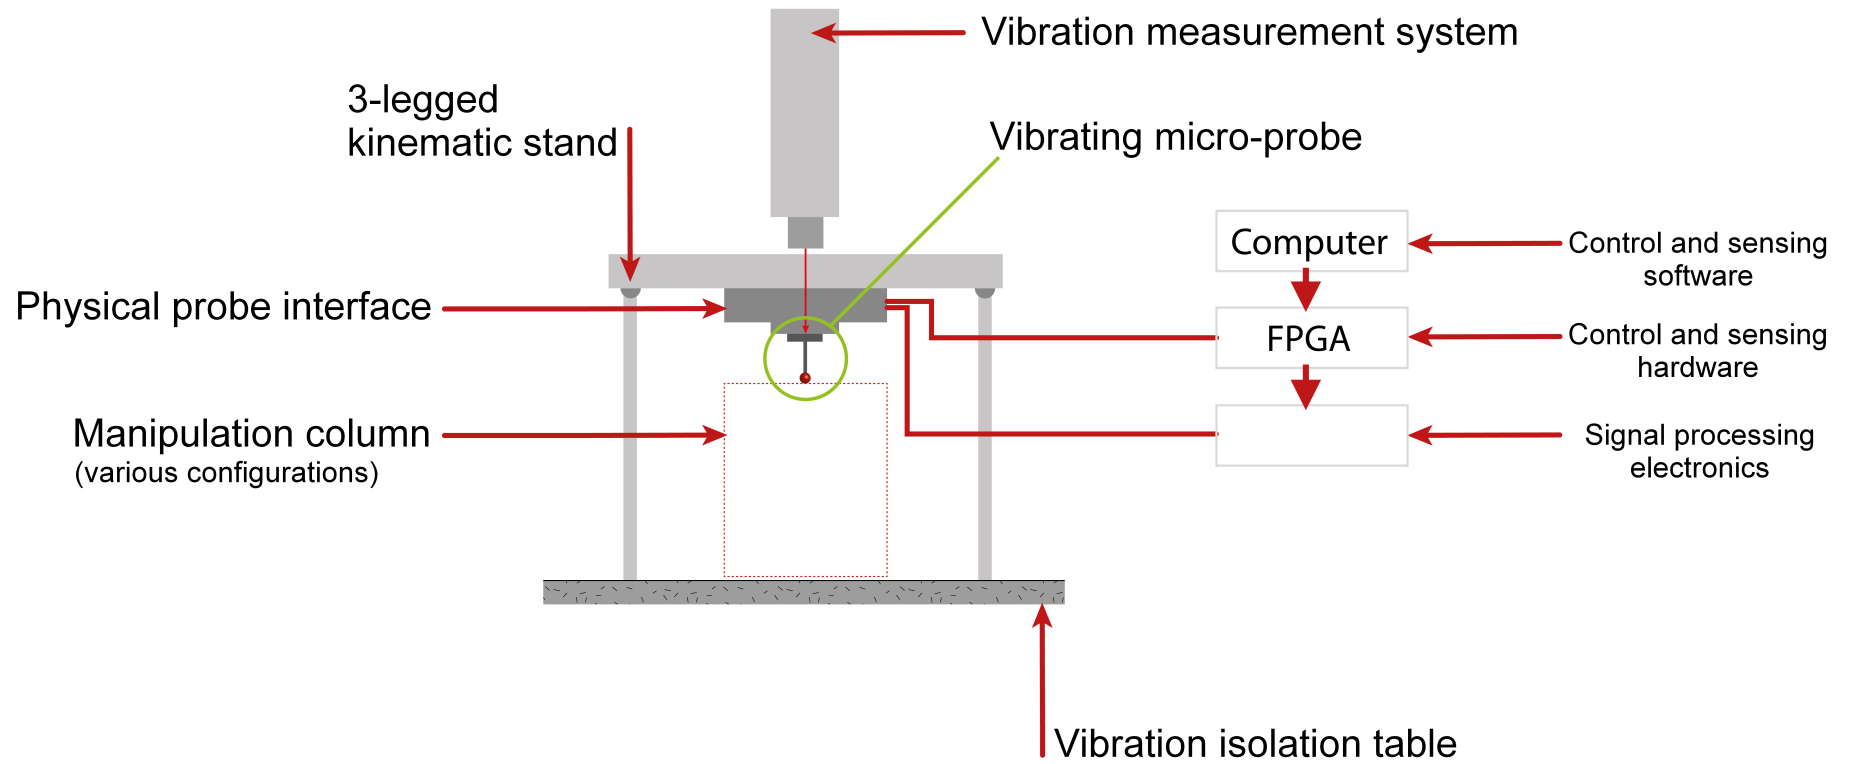 Vibration measurement system
3-legged
kinematic stand
Vibrating micro-probe
Computer
Control and sensing
software
Physical probe interface
FPGA
Control and sensing
hardware
Manipulation column
(various configurations)
Signal processing
electronics
Vibration isolation table